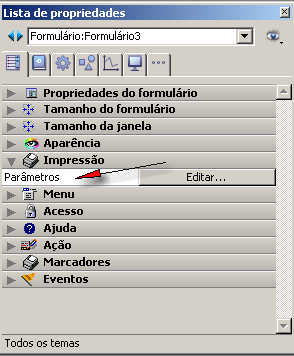 Lista de propriedades
Formulário:Formulário3
Propriedades do formulário
Tamanho do formulário
Tamanho da janela
Aparência
Impressão
Parâmetros Editar...
Menu
Acesso
Ajuda
Ação
Marcadores
Eventos
Todos os temas